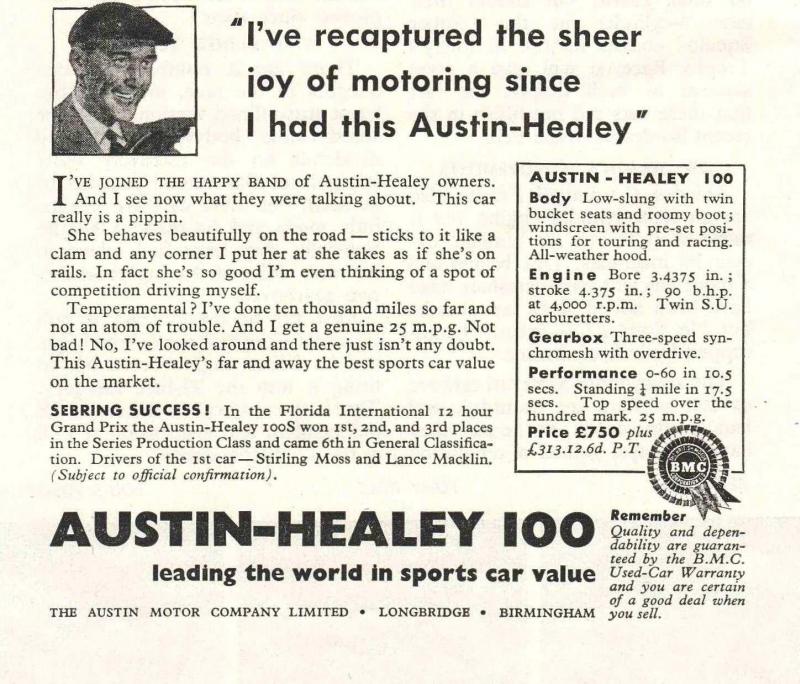 "I've recaptured the sheer
joy of motoring since
I had this Austin-Healey"
I'VE JOINED THE HAPPY BAND of Austin-Healey owners.
And I see now what they were talking about. This car
really is a pippin.
She behaves beautifully on the road — sticks to it like a
clam and any corner I put her at she takes as if she's on
rails. In fact she's so good I'm even thinking of a spot of
competition driving myself.
Temperamental? I've done ten thousand miles so far and
not an atom of trouble. And I get a genuine 25 m.p.g. Not
bad! No, I've looked around and there just isn't any doubt.
This Austin-Healey's far and away the best sports car value
on the market.
SEBRING SUCCESS! In the Florida International 12 hour
Grand Prix the Austin-Healey 100S won 1st, 2nd, and 3rd places
in the Series Production Class and came 6th in General Classifica-
tion. Drivers of the 1st car—Stirling Moss and Lance Macklin.
(Subject to official confirmation).
AUSTIN - HEALEY 100
Body Low-slung with twin
bucket seats and roomy boot;
windscreen with pre-set posi-
tions for touring and racing.
All-weather hood.
Engine Bore 3.4375 in.;
stroke 4.375 in.; 90 b.h.p.
at 4,000 r.p.m. Twin S.U.
carburetters.
Gearbox Three-speed syn-
chromesh with overdrive.
Performance 0-60 in 10.5
secs. Standing ¼ mile in 17.5
secs. Top speed over the
hundred mark. 25 m.p.g.
Price £750 plus
£313.12.6d. P.T.
BMC
AUSTIN-HEALEY 100
leading the world in sports car value
THE AUSTIN MOTOR COMPANY LIMITED • LONGBRIDGE • BIRMINGHAM
Remember
Quality and depen-
dability are guaran-
teed by the B.M.C.
Used-Car Warranty
and you are certain
of a good deal when
you sell.